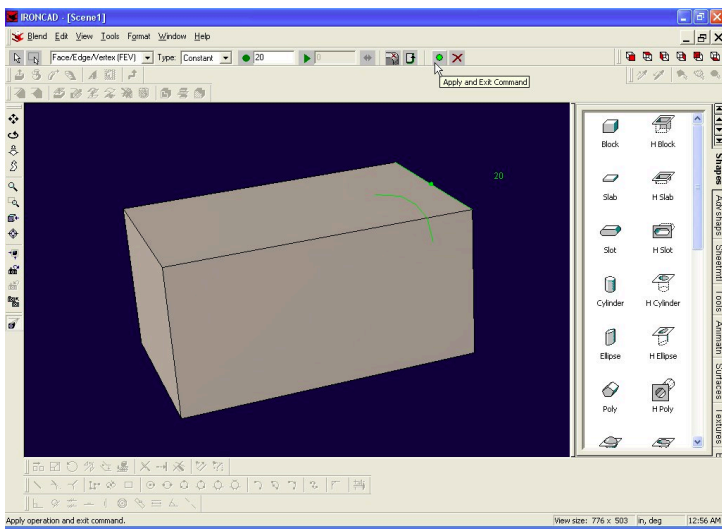 IRONCAD - [Scene1]
Blend Edit View Tools Format Window Help
Face/Edge/Vertex (FEV) Type: Constant 20 0
Apply and Exit Command
20
Block H Block
Slab H Slab
Slot H Slot
Cylinder H Cylinder
Ellipse H Ellipse
Poly H Poly
Shapes
Advshaps
Sheetmtl
Tools
Animatn
Surfaces
Textures
Apply operation and exit command. View size: 776 x 503 in, deg 12:56 AM